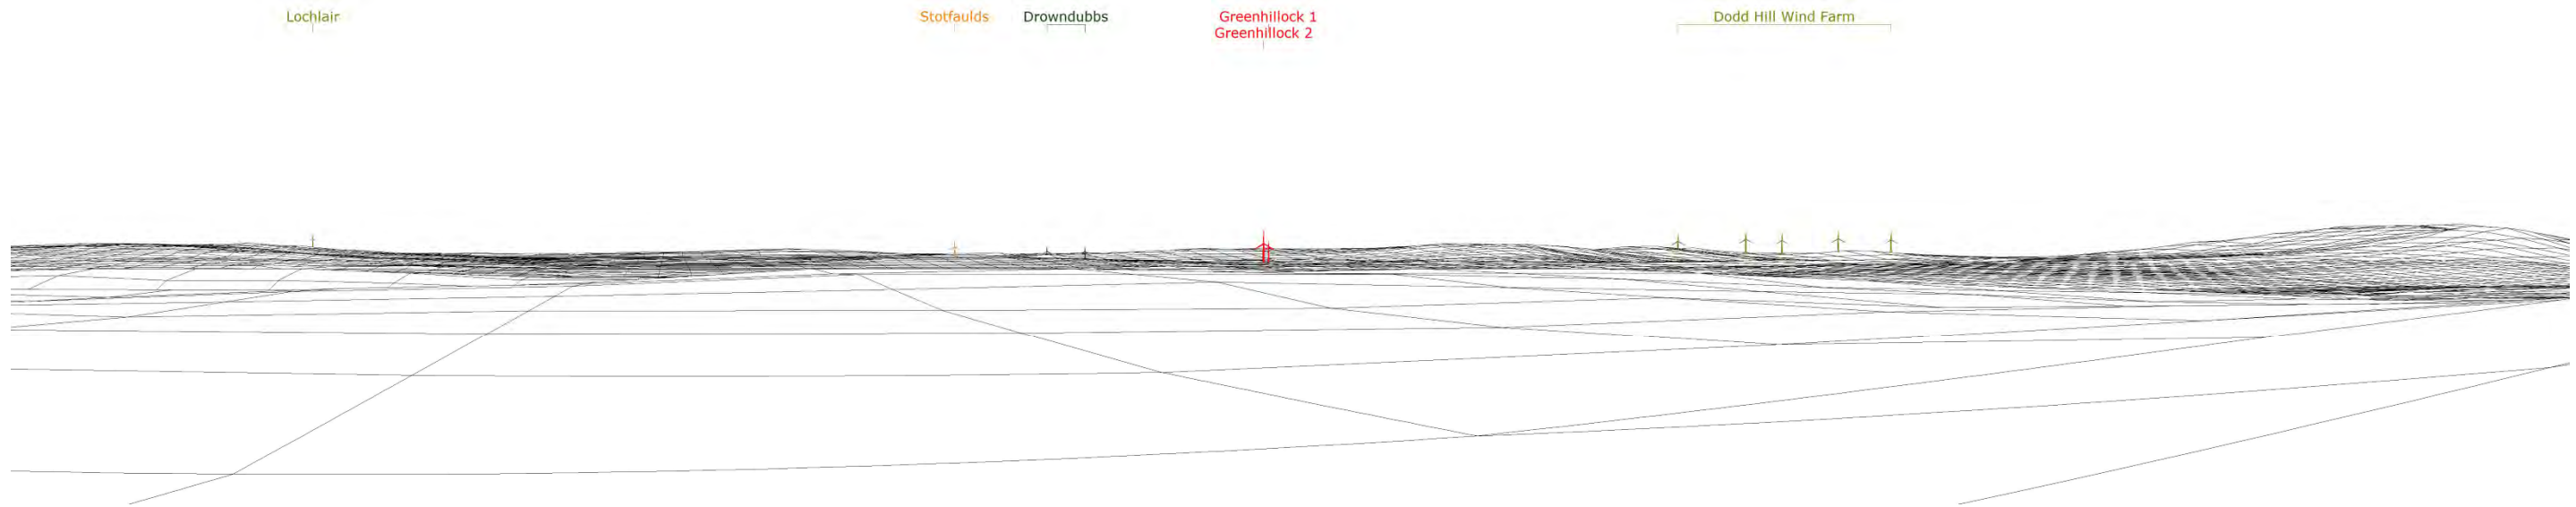 Lochlair
Stotfaulds
Drowndubbs
Greenhillock 1
Greenhillock 2
Dodd Hill Wind Farm